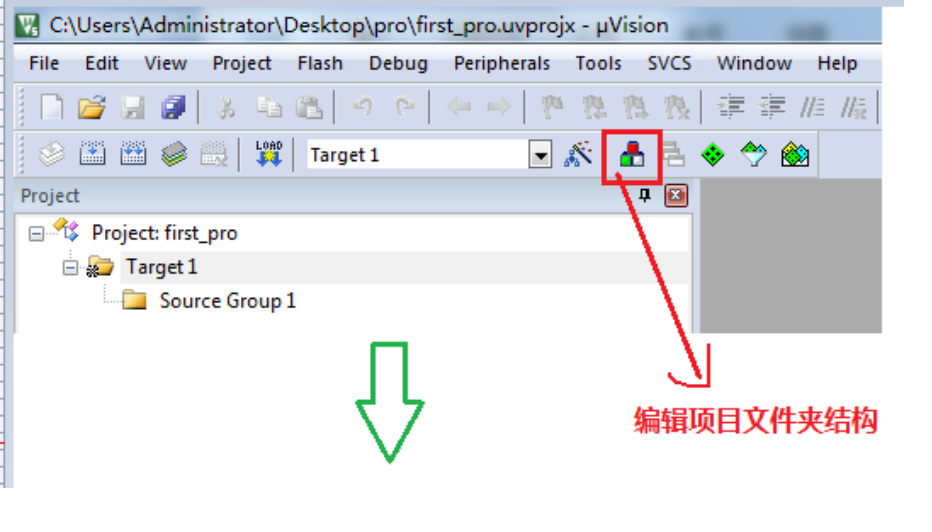 C:\Users\Administrator\Desktop\pro\first_pro.uvprojx - µVision
File Edit View Project Flash Debug Peripherals Tools SVCS Window Help
LOAD Target 1
Project
Project: first_pro
Target 1
Source Group 1
编辑项目文件夹结构